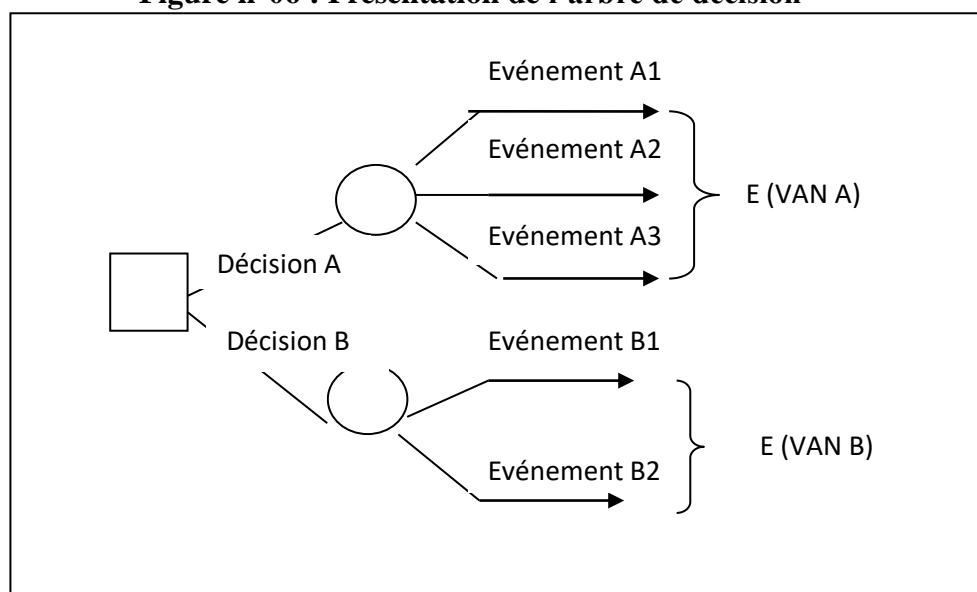 Figure n°06 : Présentation de l'arbre de décision
Evénement A1
Evénement A2
E (VAN A)
Evénement A3
Décision A
Décision B
Evénement B1
E (VAN B)
Evénement B2